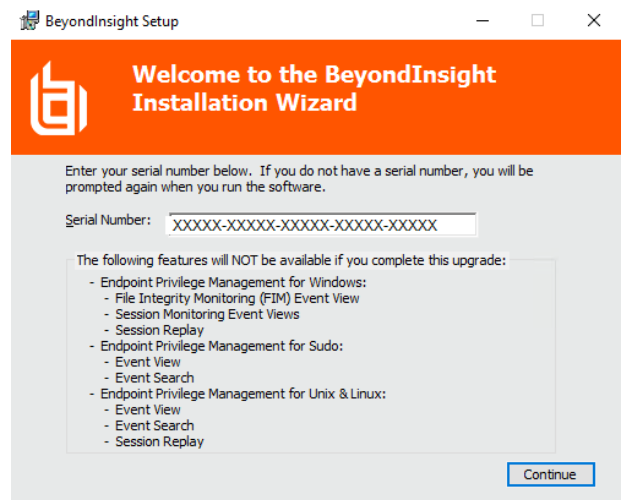 BeyondInsight Setup
Welcome to the BeyondInsight
Installation Wizard
Enter your serial number below. If you do not have a serial number, you will be
prompted again when you run the software.
Serial Number: XXXXX-XXXXX-XXXXX-XXXXX-XXXXX
The following features will NOT be available if you complete this upgrade:
- Endpoint Privilege Management for Windows:
- File Integrity Monitoring (FIM) Event View
- Session Monitoring Event Views
- Session Replay
- Endpoint Privilege Management for Sudo:
- Event View
- Event Search
- Endpoint Privilege Management for Unix & Linux:
- Event View
- Event Search
- Session Replay
Continue